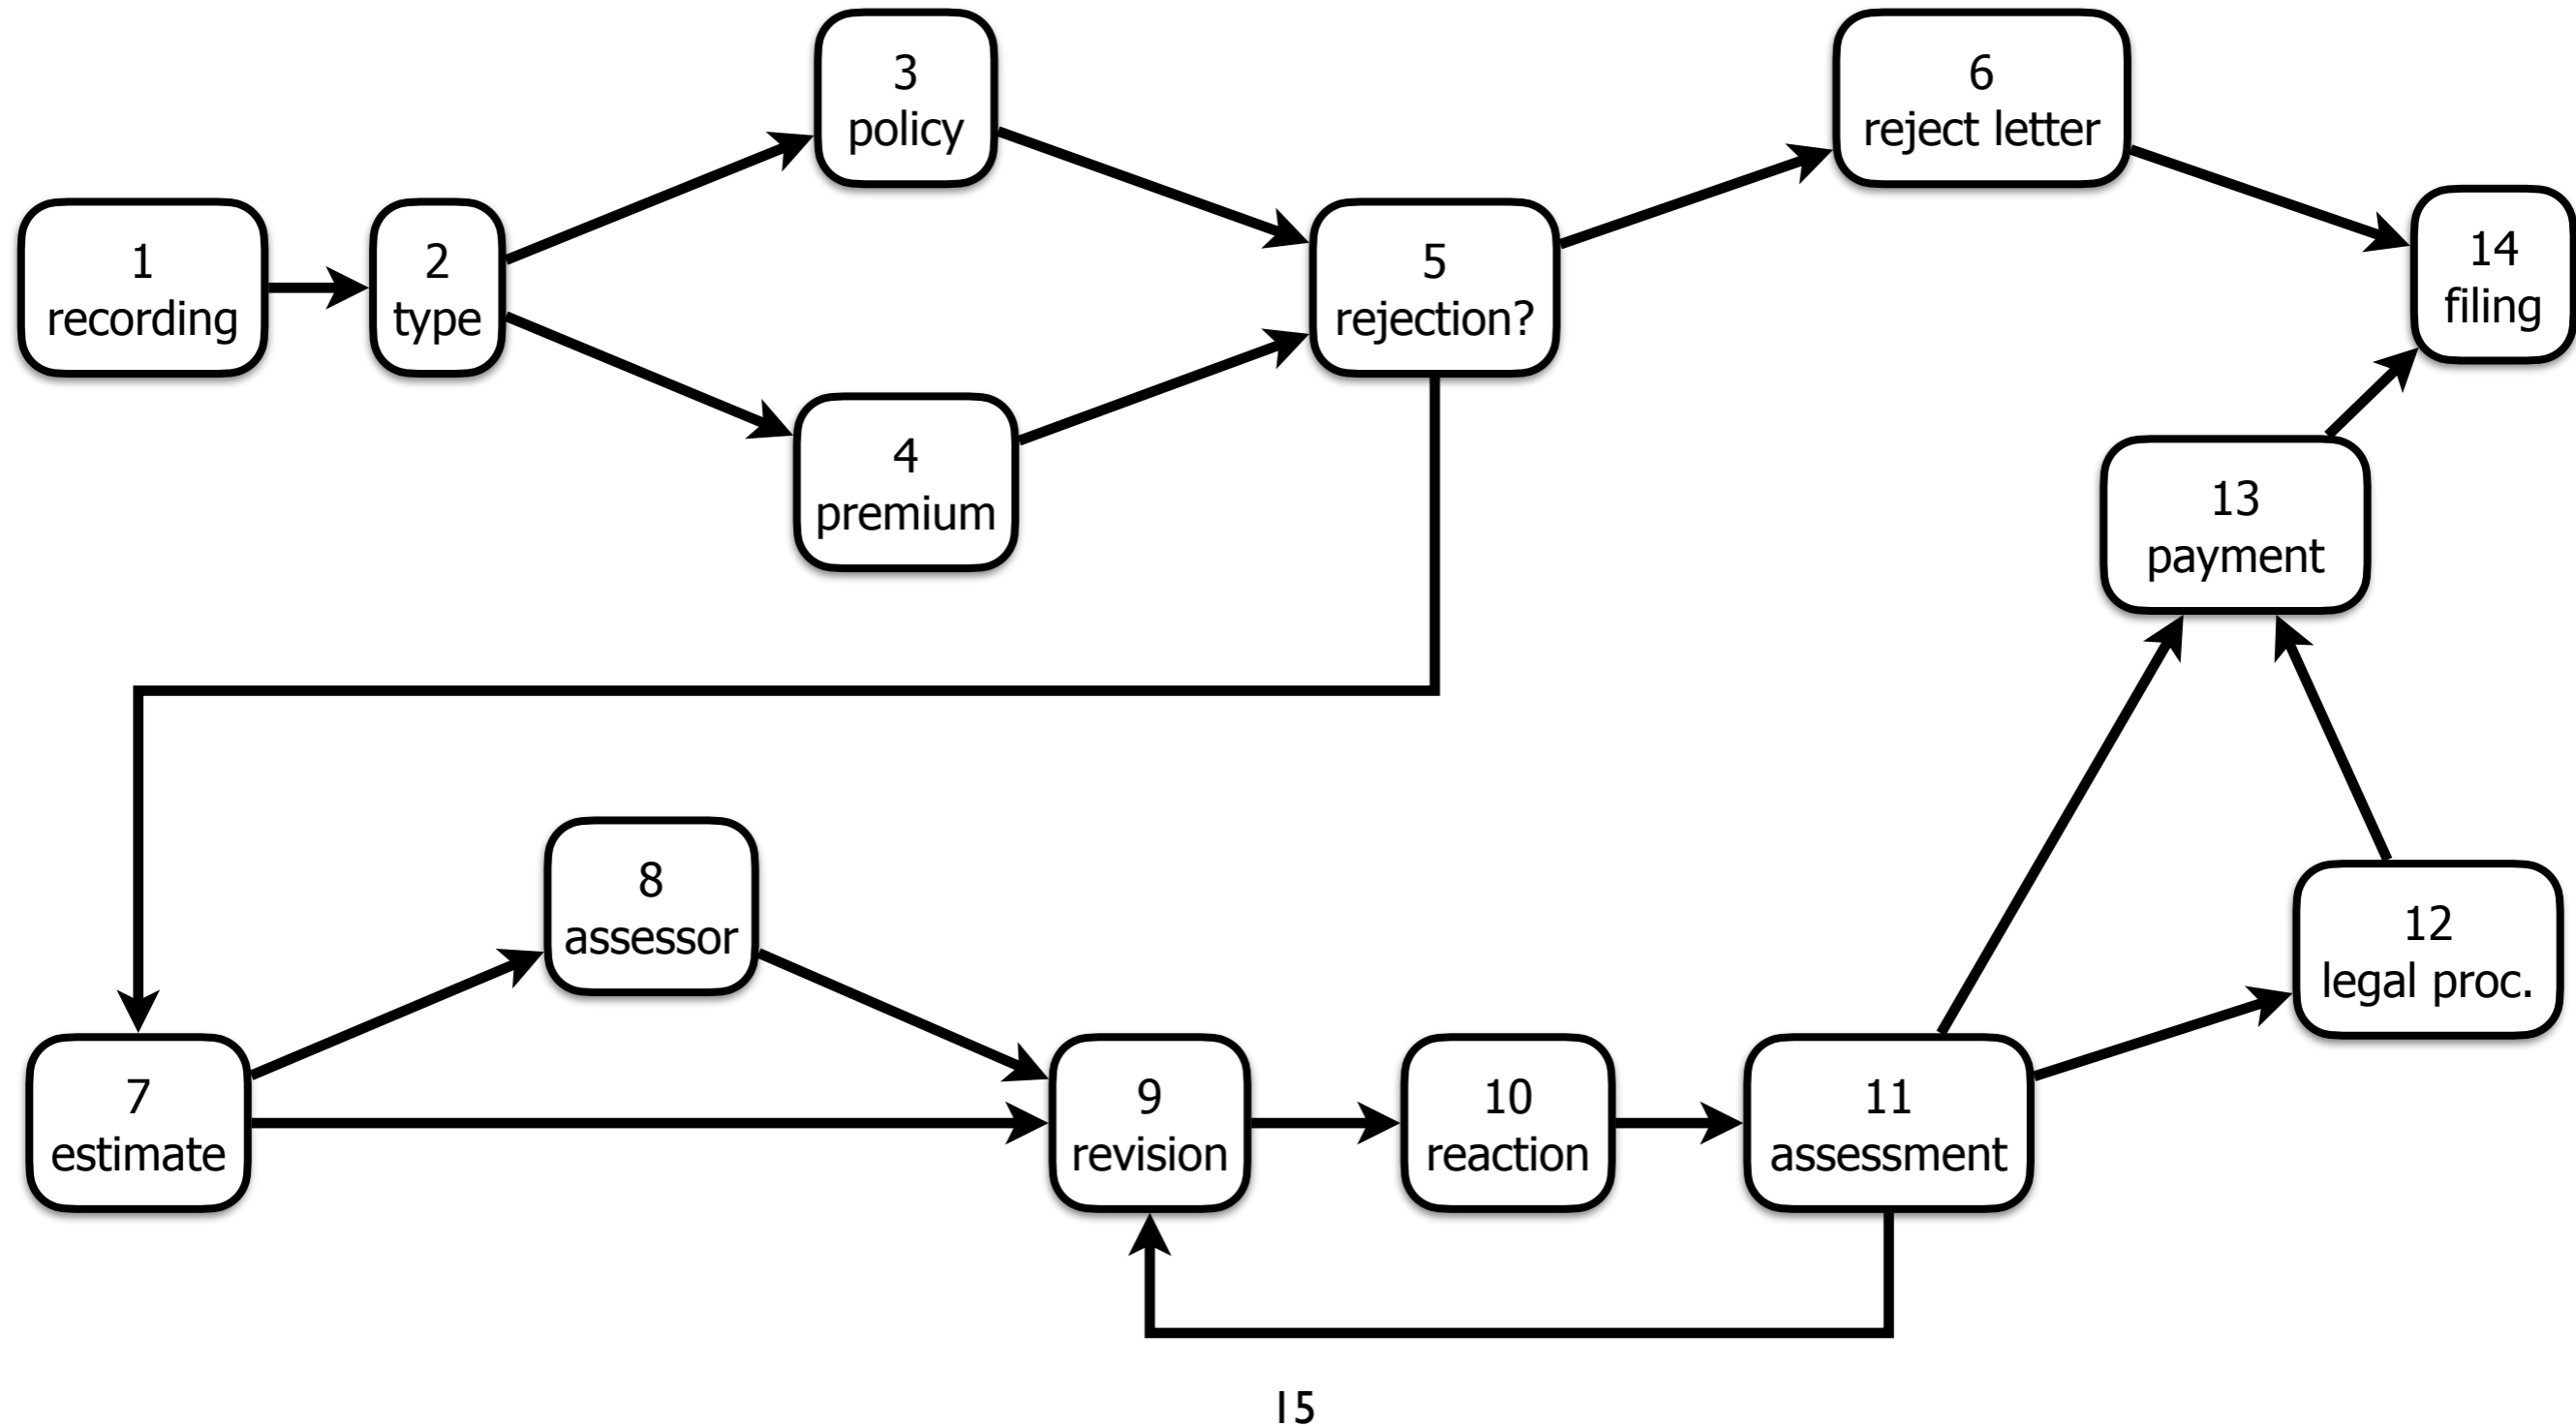 1
recording
2
type
3
policy
4
premium
5
rejection?
6
reject letter
14
filing
13
payment
7
estimate
8
assessor
9
revision
10
reaction
11
assessment
12
legal proc.
15